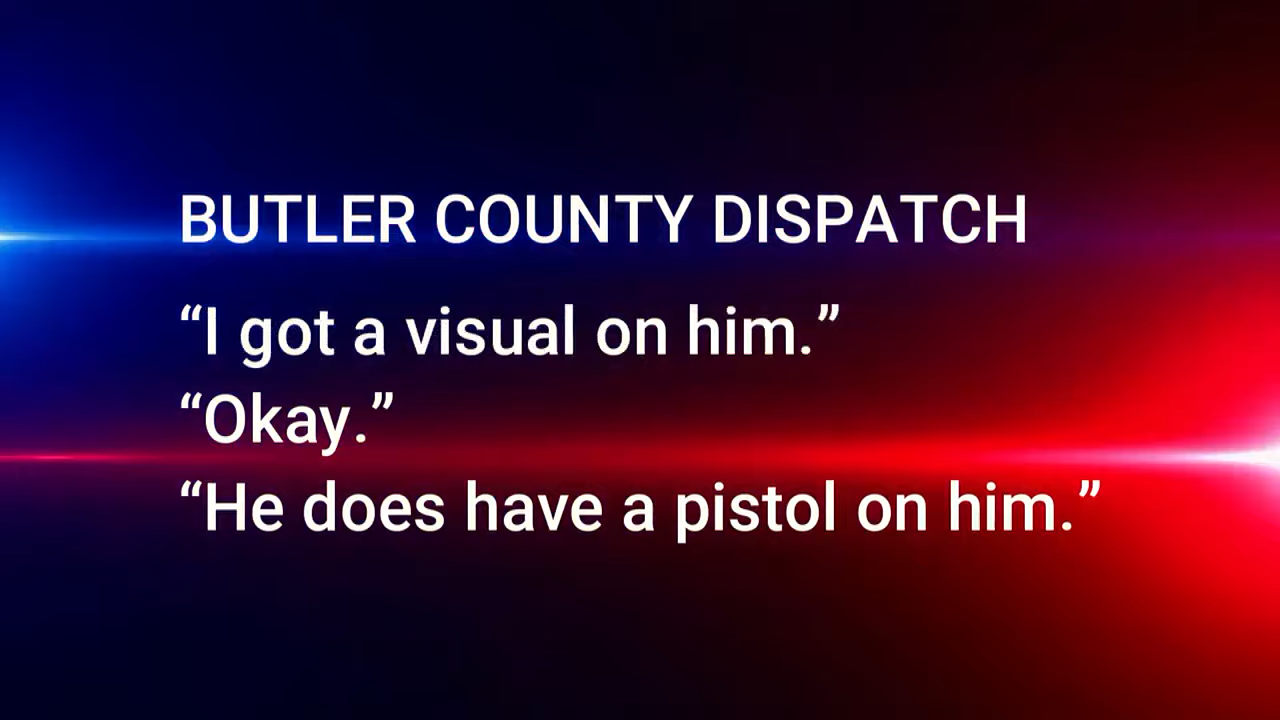 BUTLER COUNTY DISPATCH
“I got a visual on him.”
“Okay.”
“He does have a pistol on him.”